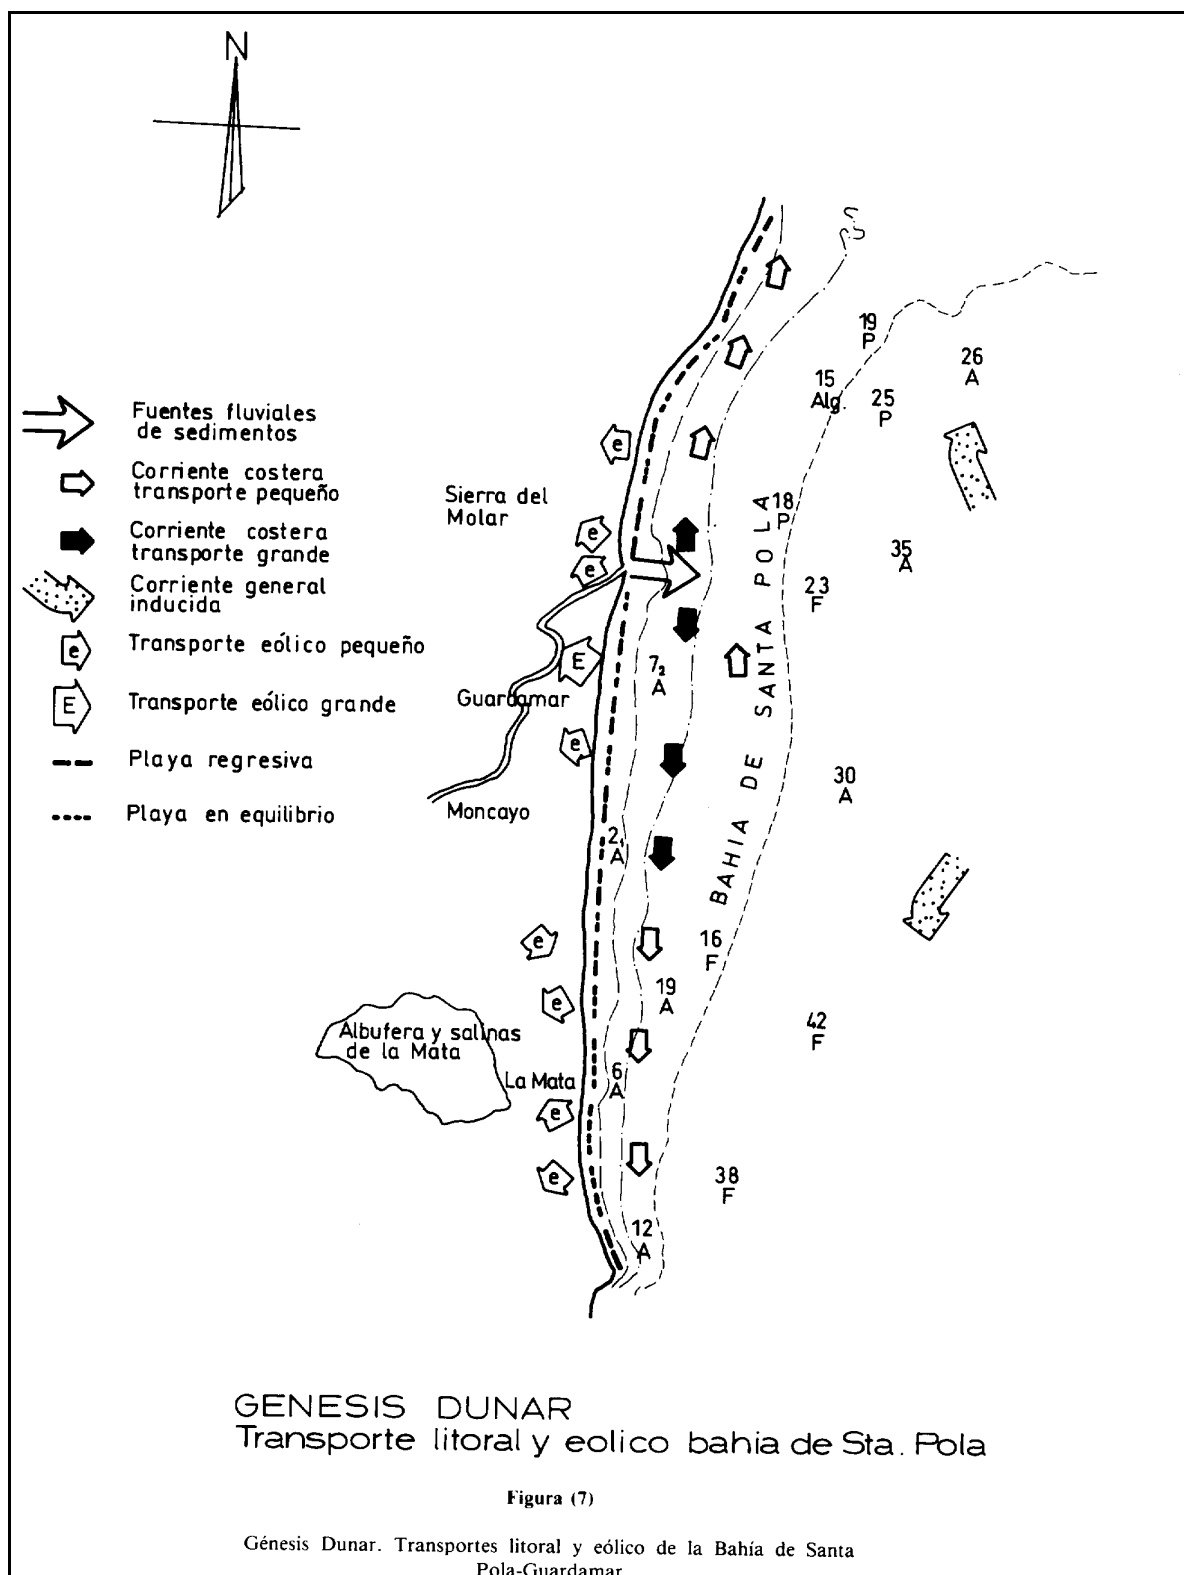 N
Fuentes fluviales
de sedimentos
Corriente costera
transporte pequeño
Corriente costera
transporte grande
Corriente general
inducida
e
Transporte eólico pequeño
E
Transporte eólico grande
Playa regresiva
Playa en equilibrio
19
P
26
A
15
Alg.
25
P
e
Sierra del
Molar
18
P
e
35
A
e
23
F
E
7₂
A
Guardamar
e
30
A
Moncayo
2₁
A
BAHIA DE SANTA POLA
e
16
F
19
A
e
42
F
Albufera y salinas
de la Mata
6
A
La Mata
e
e
38
F
12
A
GENESIS DUNAR
Transporte litoral y eolico bahia de Sta. Pola
Figura (7)
Génesis Dunar. Transportes litoral y eólico de la Bahía de Santa
Pola-Guardamar